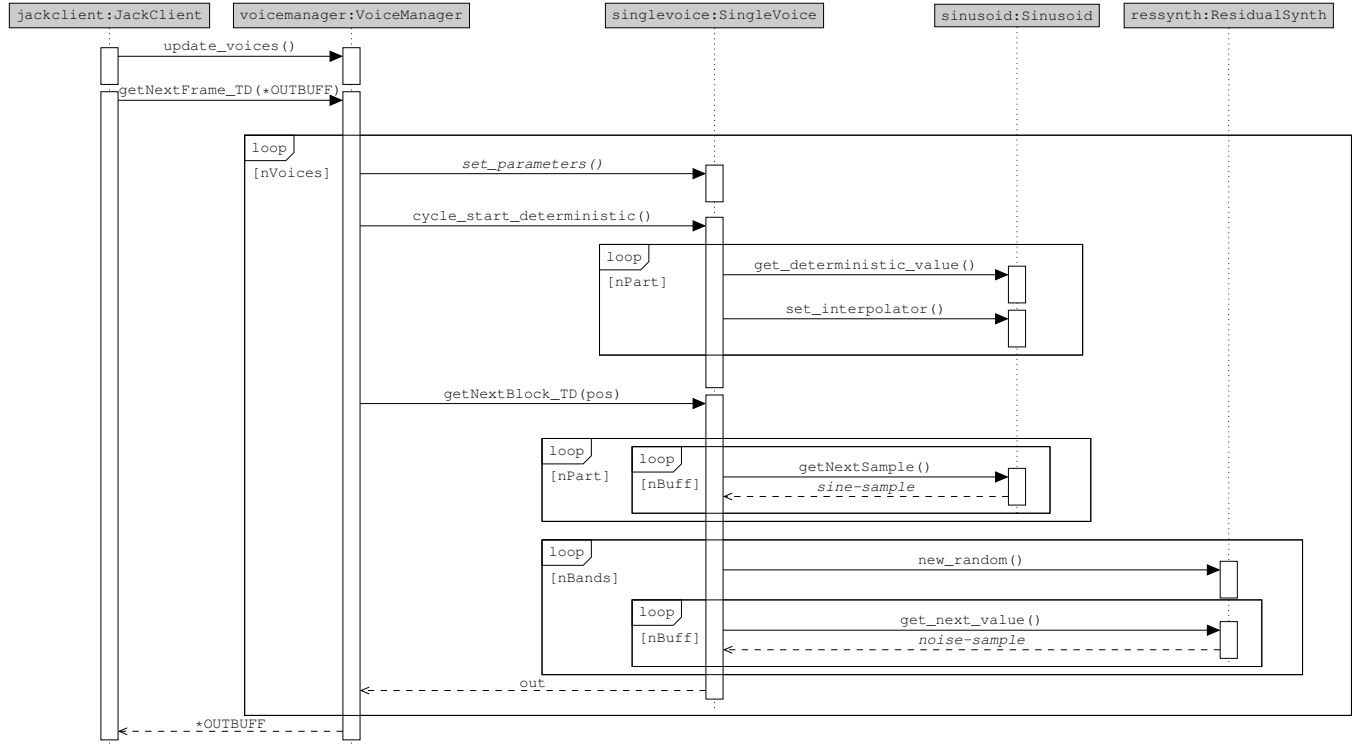 jackclient:JackClient
voicemanager:VoiceManager
singlevoice:SingleVoice
sinusoid:Sinusoid
ressynth:ResidualSynth
update_voices()
getNextFrame_TD(*OUTBUFF)
loop
[nVoices]
set_parameters()
cycle_start_deterministic()
loop
[nPart]
get_deterministic_value()
set_interpolator()
getNextBlock_TD(pos)
loop
[nPart]
loop
[nBuff]
getNextSample()
sine-sample
loop
[nBands]
new_random()
loop
[nBuff]
get_next_value()
noise-sample
out
*OUTBUFF